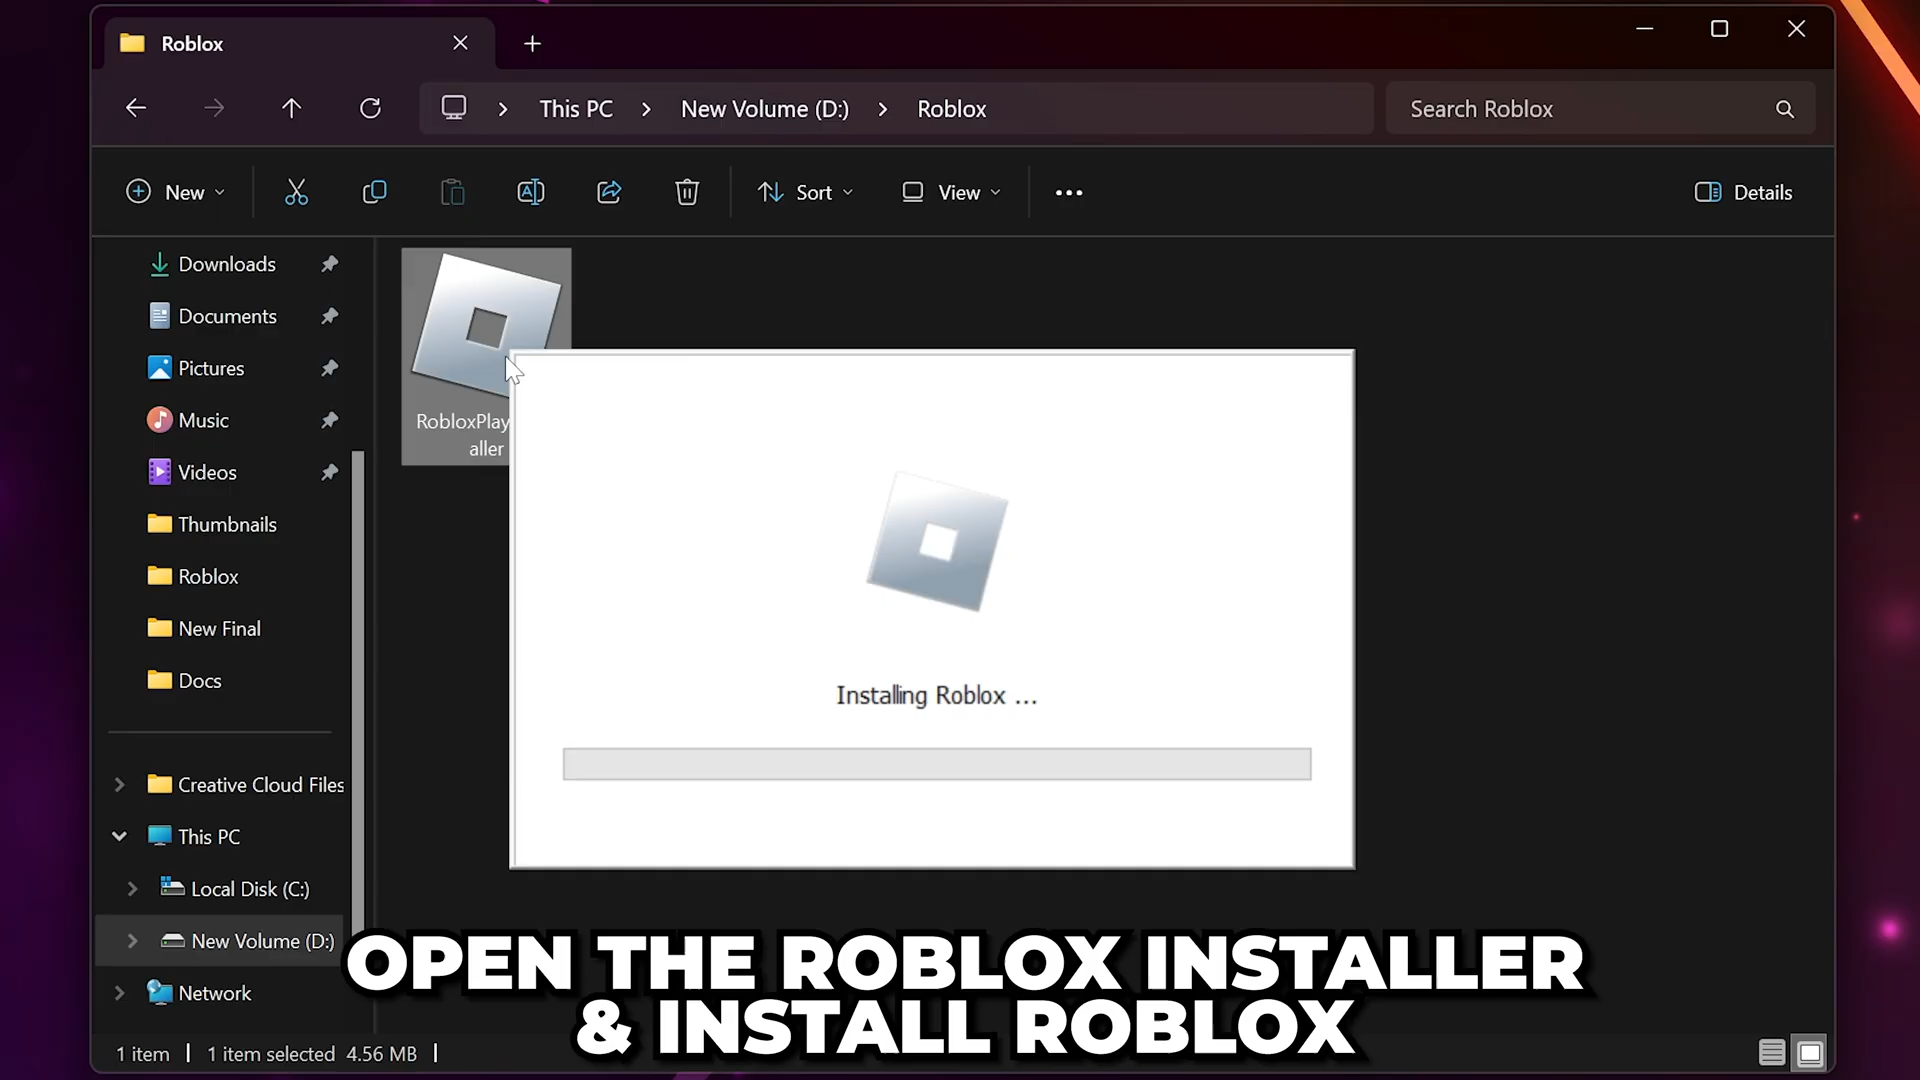 Roblox
This PC
New Volume (D:)
Roblox
Search Roblox
New
Sort
View
Details
Downloads
Documents
Pictures
Music
Videos
Thumbnails
Roblox
New Final
Docs
Creative Cloud Files
This PC
Local Disk (C:)
New Volume (D:)
Network
RobloxPlay
aller
Installing Roblox ...
OPEN THE ROBLOX INSTALLER
& INSTALL ROBLOX
1 item
1 item selected 4.56 MB